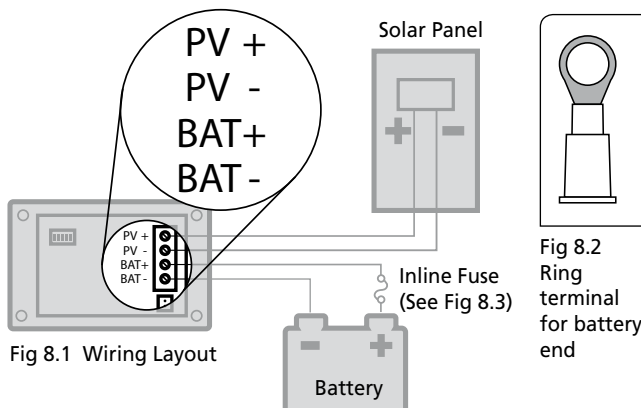 PV +
PV -
BAT+
BAT -
Solar Panel
+ -
PV +
PV -
BAT+
BAT -
Inline Fuse
(See Fig 8.3)
- +
Battery
Fig 8.1 Wiring Layout
Fig 8.2
Ring
terminal
for battery
end